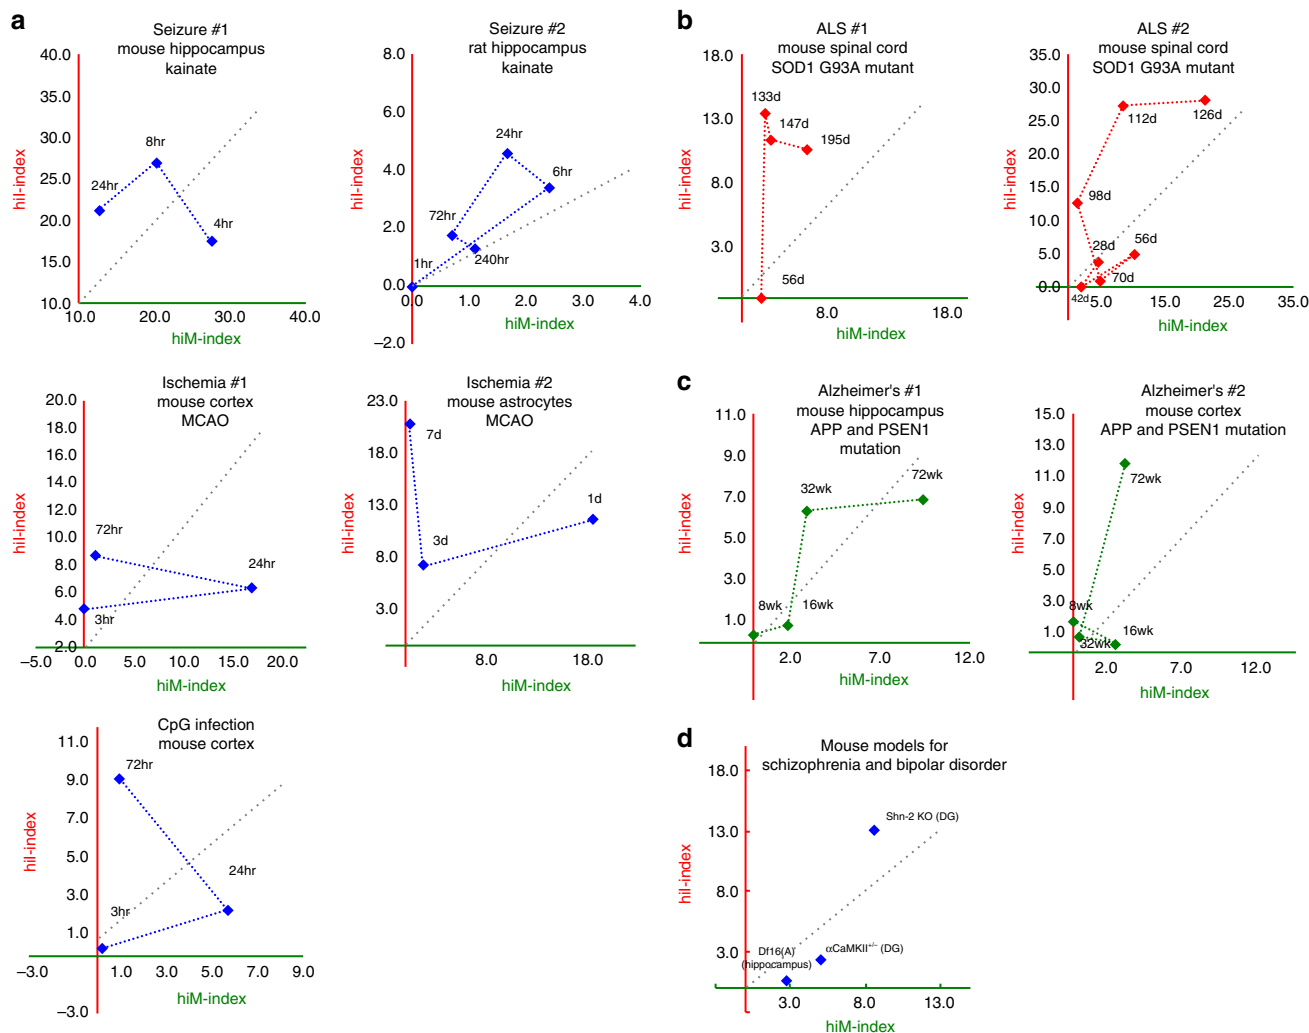 a
Seizure #1
mouse hippocampus
kainate
40.0
35.0
30.0
25.0
20.0
15.0
10.0
hil-index
24hr
8hr
4hr
10.0 20.0 30.0 40.0
hiM-index
Seizure #2
rat hippocampus
kainate
8.0
6.0
4.0
2.0
0.0
−2.0
hil-index
24hr
6hr
72hr
240hr
1hr
0.0 1.0 2.0 3.0 4.0
hiM-index
Ischemia #1
mouse cortex
MCAO
20.0
18.0
16.0
14.0
12.0
10.0
8.0
6.0
4.0
2.0
hil-index
72hr
24hr
3hr
−5.0 0.0 5.0 10.0 15.0 20.0
hiM-index
Ischemia #2
mouse astrocytes
MCAO
23.0
18.0
13.0
8.0
3.0
hil-index
7d
1d
3d
8.0 18.0
hiM-index
CpG infection
mouse cortex
11.0
9.0
7.0
5.0
3.0
1.0
−3.0
hil-index
72hr
24hr
3hr
−3.0 1.0 3.0 5.0 7.0 9.0
hiM-index
b
ALS #1
mouse spinal cord
SOD1 G93A mutant
18.0
13.0
8.0
3.0
hil-index
133d
147d
195d
56d
8.0 18.0
hiM-index
ALS #2
mouse spinal cord
SOD1 G93A mutant
35.0
30.0
25.0
20.0
15.0
10.0
5.0
0.0
hil-index
112d
126d
98d
28d
56d
70d
42d
5.0 15.0 25.0 35.0
hiM-index
c
Alzheimer's #1
mouse hippocampus
APP and PSEN1
mutation
11.0
9.0
7.0
5.0
3.0
1.0
hil-index
32wk
72wk
8wk
16wk
2.0 7.0 12.0
hiM-index
Alzheimer's #2
mouse cortex
APP and PSEN1 mutation
15.0
13.0
11.0
9.0
7.0
5.0
3.0
1.0
hil-index
72wk
8wk
16wk
32wk
2.0 7.0 12.0
hiM-index
d
Mouse models for
schizophrenia and bipolar disorder
18.0
13.0
8.0
3.0
hil-index
Shn-2 KO (DG)
αCaMKII+/− (DG)
Df16(A)
(hippocampus)
3.0 8.0 13.0
hiM-index